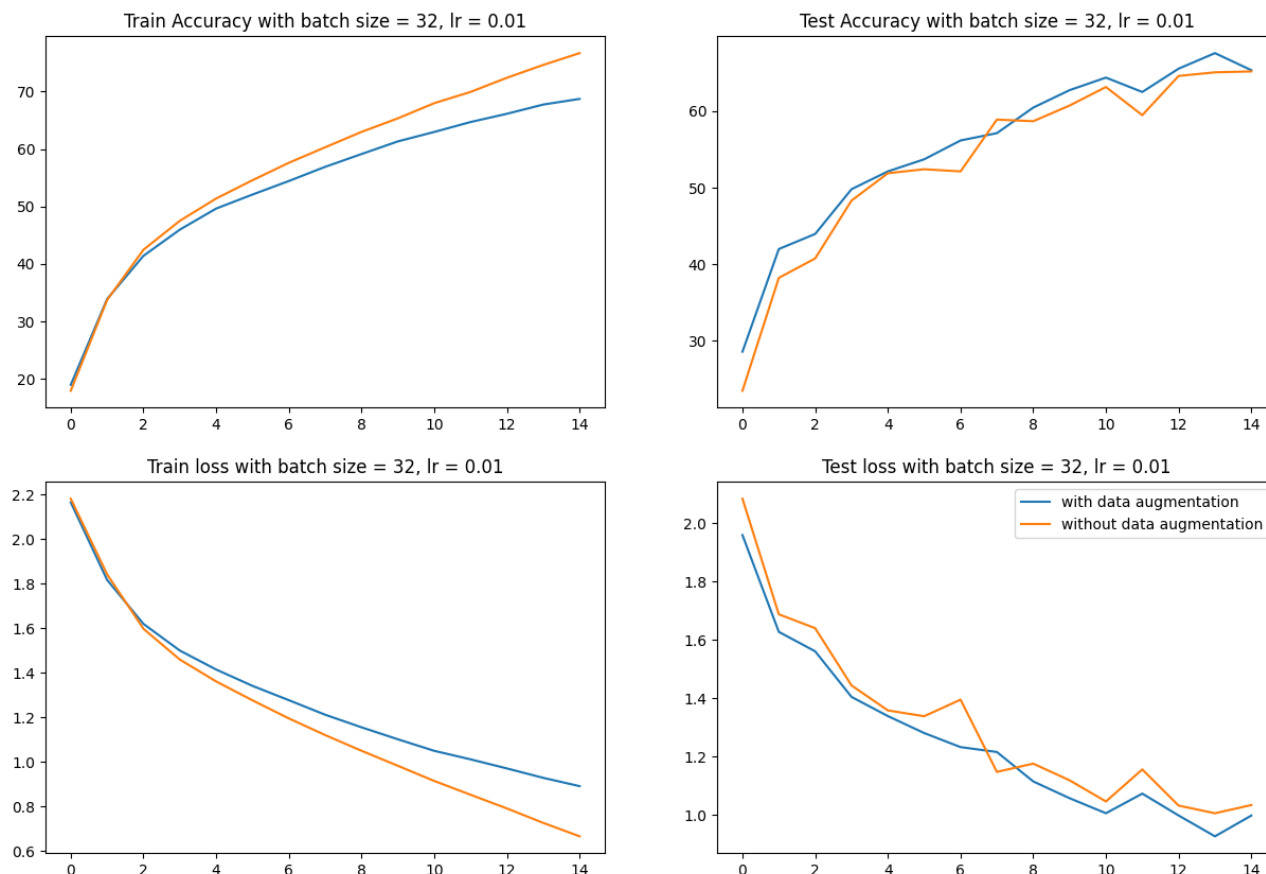 Train Accuracy with batch size = 32, lr = 0.01
70
60
50
40
30
20
0 2 4 6 8 10 12 14
Test Accuracy with batch size = 32, lr = 0.01
60
50
40
30
0 2 4 6 8 10 12 14
Train loss with batch size = 32, lr = 0.01
2.2
2.0
1.8
1.6
1.4
1.2
1.0
0.8
0.6
0 2 4 6 8 10 12 14
Test loss with batch size = 32, lr = 0.01
with data augmentation
without data augmentation
2.0
1.8
1.6
1.4
1.2
1.0
0 2 4 6 8 10 12 14